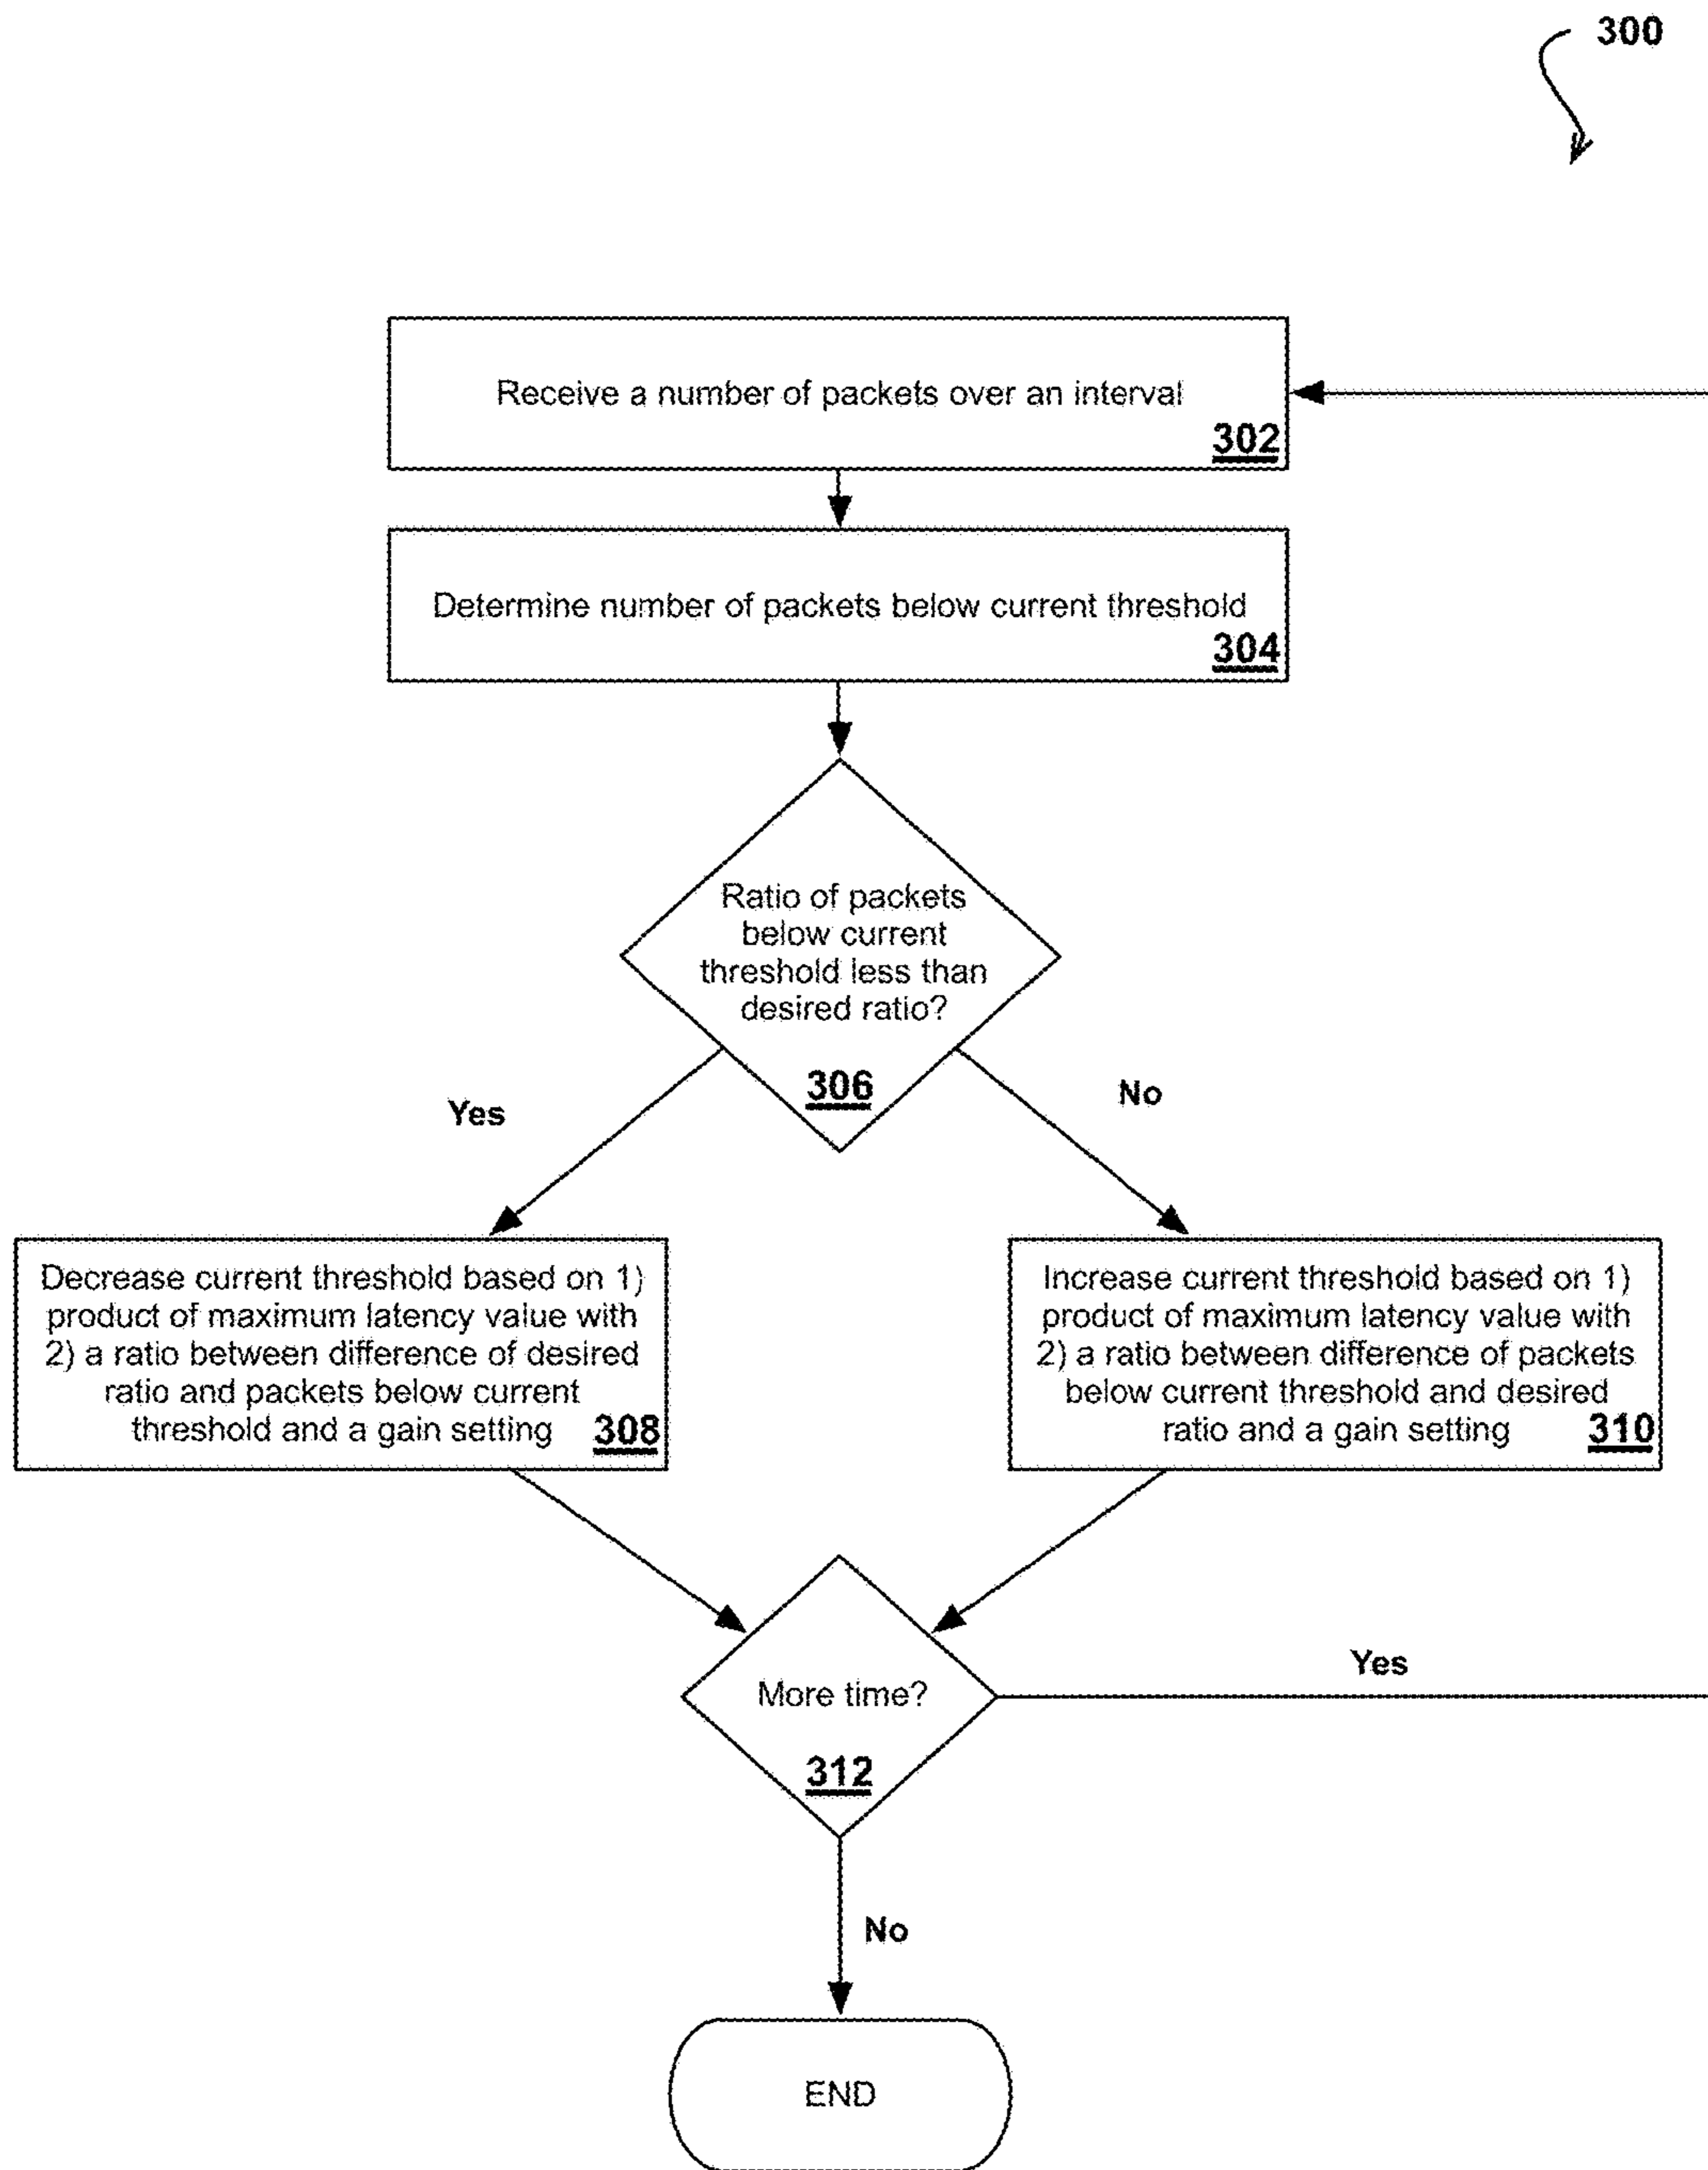 300
Receive a number of packets over an interval
302
Determine number of packets below current threshold
304
Ratio of packets
below current
threshold less than
desired ratio?
306
Yes
No
Decrease current threshold based on 1)
product of maximum latency value with
2) a ratio between difference of desired
ratio and packets below current
threshold and a gain setting
308
Increase current threshold based on 1)
product of maximum latency value with
2) a ratio between difference of packets
below current threshold and desired
ratio and a gain setting
310
More time?
312
Yes
No
END